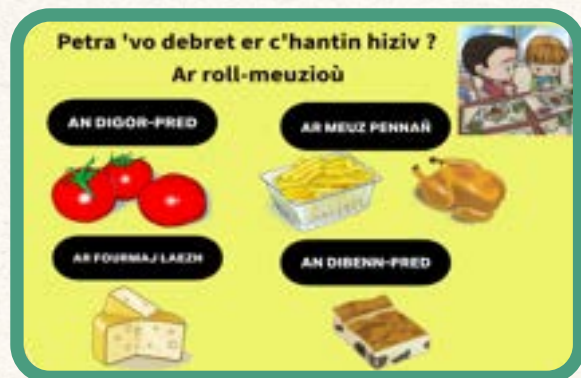 Petra 'vo debret er c'hantin hiziv ?
Ar roll-meuzioù
AN DIGOR-PRED
AR MEUZ PENNAÑ
AR FOURMAJ LAEZH
AN DIBENN-PRED